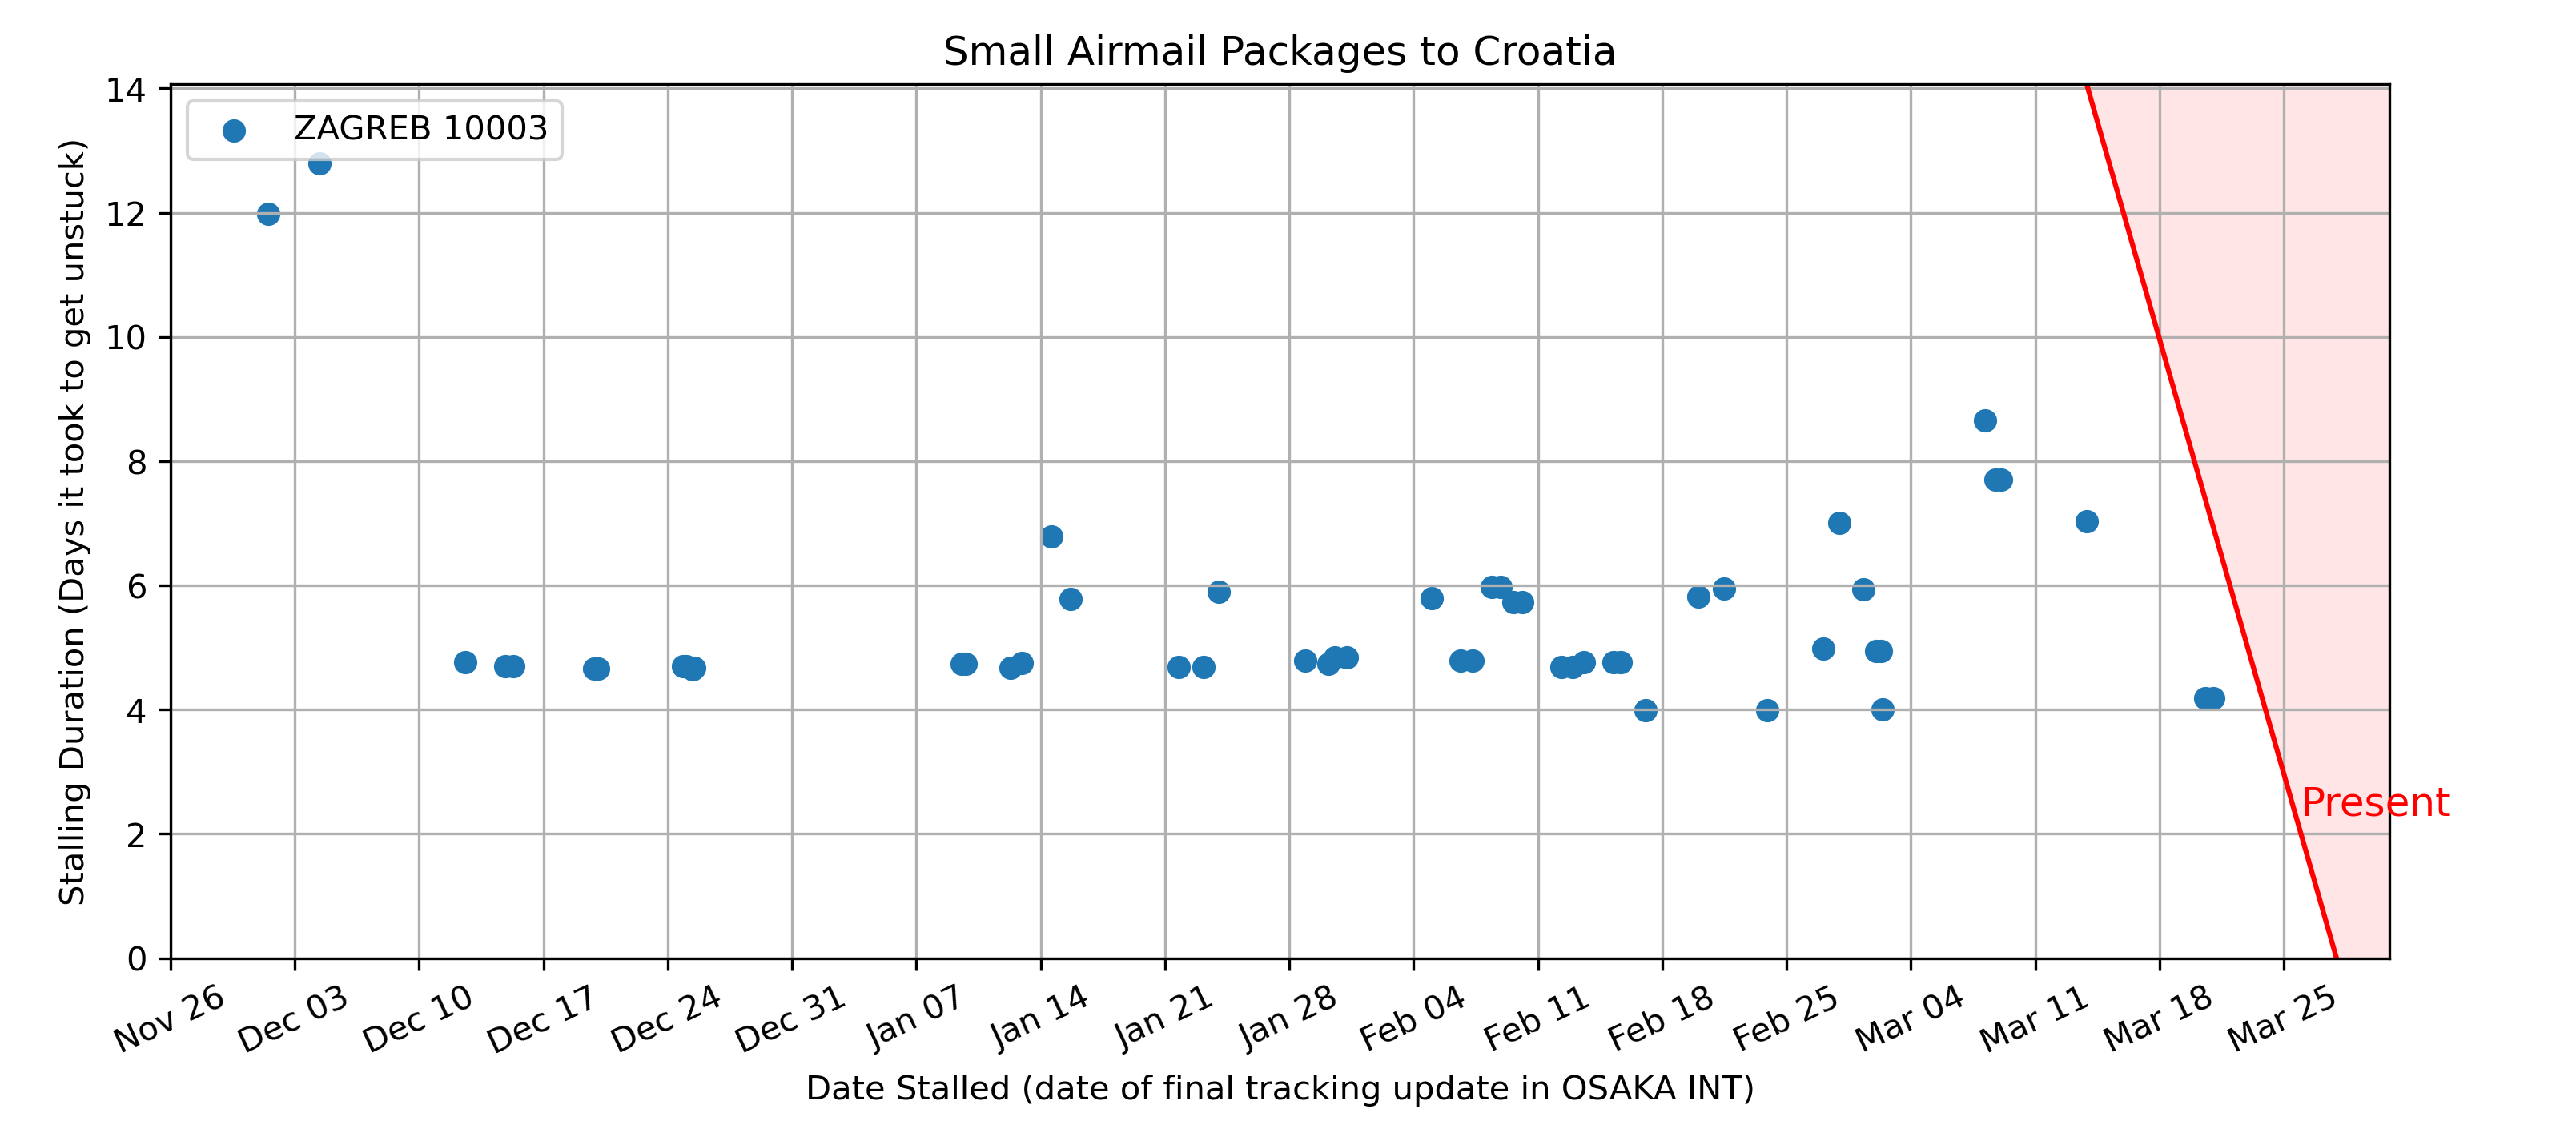 Small Airmail Packages to Croatia
ZAGREB 10003
Stalling Duration (Days it took to get unstuck)
14
12
10
8
6
4
2
0
Present
Nov 26 Dec 03 Dec 10 Dec 17 Dec 24 Dec 31 Jan 07 Jan 14 Jan 21 Jan 28 Feb 04 Feb 11 Feb 18 Feb 25 Mar 04 Mar 11 Mar 18 Mar 25
Date Stalled (date of final tracking update in OSAKA INT)